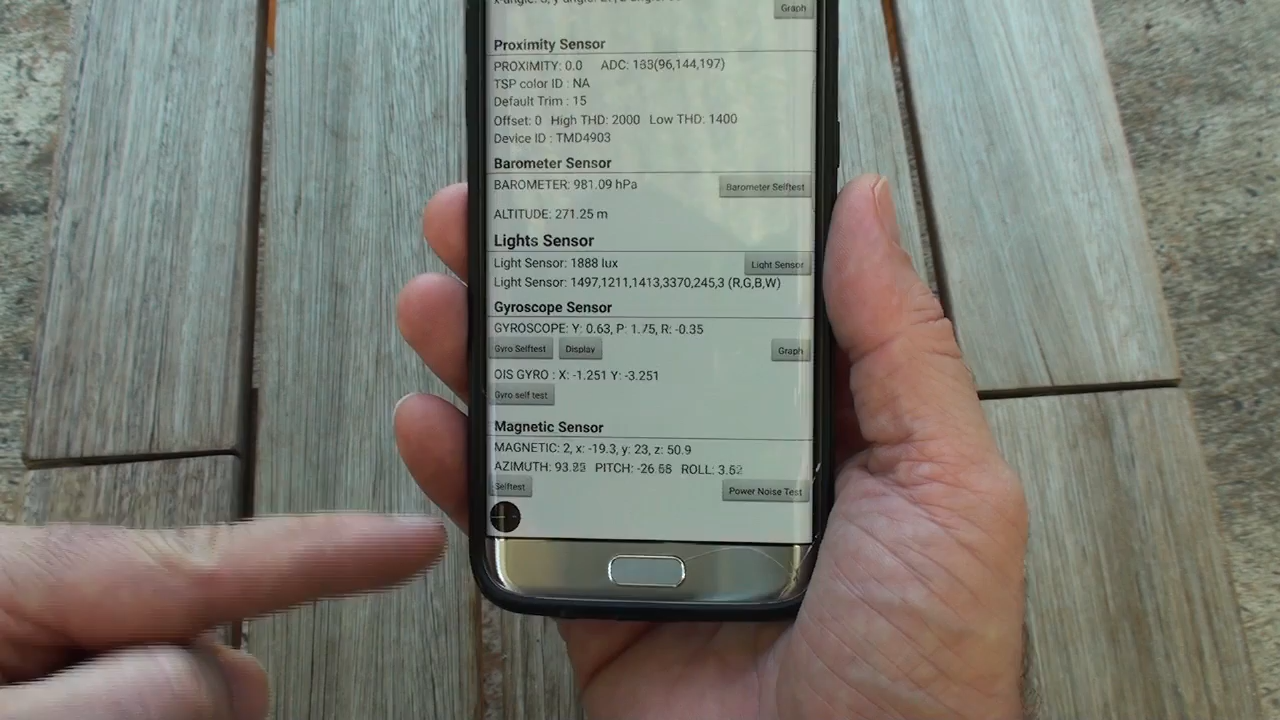 Graph
Proximity Sensor
PROXIMITY: 0.0 ADC: 183(96,144,197)
TSP color ID : NA
Default Trim : 15
Offset: 0 High THD: 2000 Low THD: 1400
Device ID : TMD4903
Barometer Sensor
BAROMETER: 981.09 hPa Barometer Selftest
ALTITUDE: 271.25 m
Lights Sensor
Light Sensor: 1888 lux Light Sensor
Light Sensor: 1497,1211,1413,3370,245,3 (R,G,B,W)
Gyroscope Sensor
GYROSCOPE: Y: 0.63, P: 1.75, R: -0.35
Gyro Selftest Display Graph
OIS GYRO : X: -1.251 Y: -3.251
Gyro self test
Magnetic Sensor
MAGNETIC: 2, x: -19.3, y: 23, z: 50.9
AZIMUTH: PITCH: ROLL:
Selftest Power Noise Test